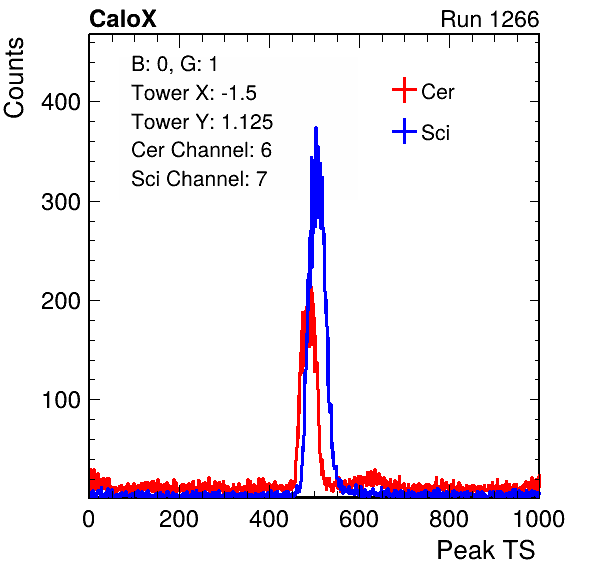 CaloX Run 1266
Counts
B: 0, G: 1
Tower X: -1.5
Tower Y: 1.125
Cer Channel: 6
Sci Channel: 7
Cer
Sci
400
300
200
100
0 200 400 600 800 1000
Peak TS